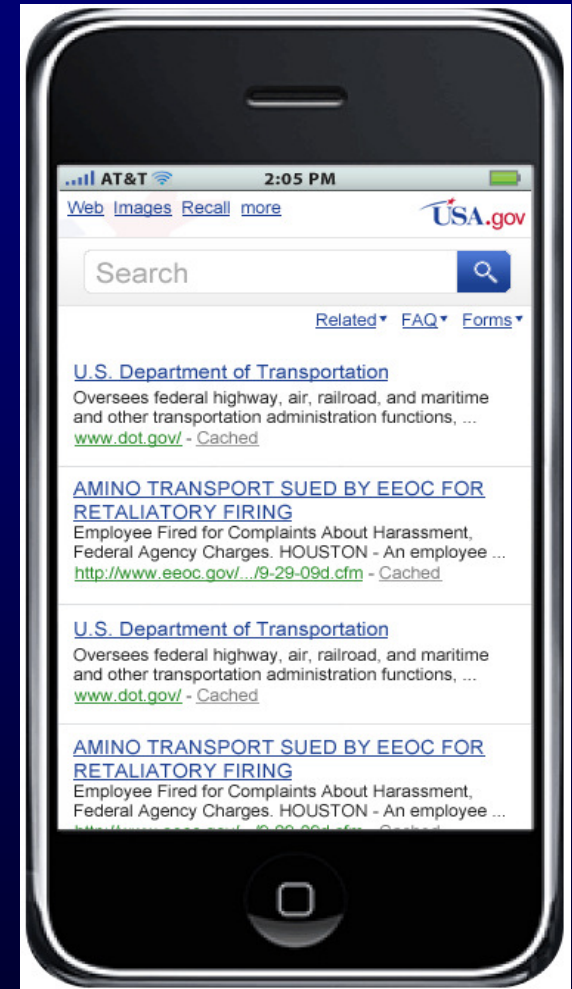 AT&T 2:05 PM
Web Images Recall more USA.gov
Search
Related FAQ Forms
U.S. Department of Transportation
Oversees federal highway, air, railroad, and maritime
and other transportation administration functions, ...
www.dot.gov/ - Cached
AMINO TRANSPORT SUED BY EEOC FOR
RETALIATORY FIRING
Employee Fired for Complaints About Harassment,
Federal Agency Charges. HOUSTON - An employee ...
http://www.eeoc.gov/.../9-29-09d.cfm - Cached
U.S. Department of Transportation
Oversees federal highway, air, railroad, and maritime
and other transportation administration functions, ...
www.dot.gov/ - Cached
AMINO TRANSPORT SUED BY EEOC FOR
RETALIATORY FIRING
Employee Fired for Complaints About Harassment,
Federal Agency Charges. HOUSTON - An employee ...